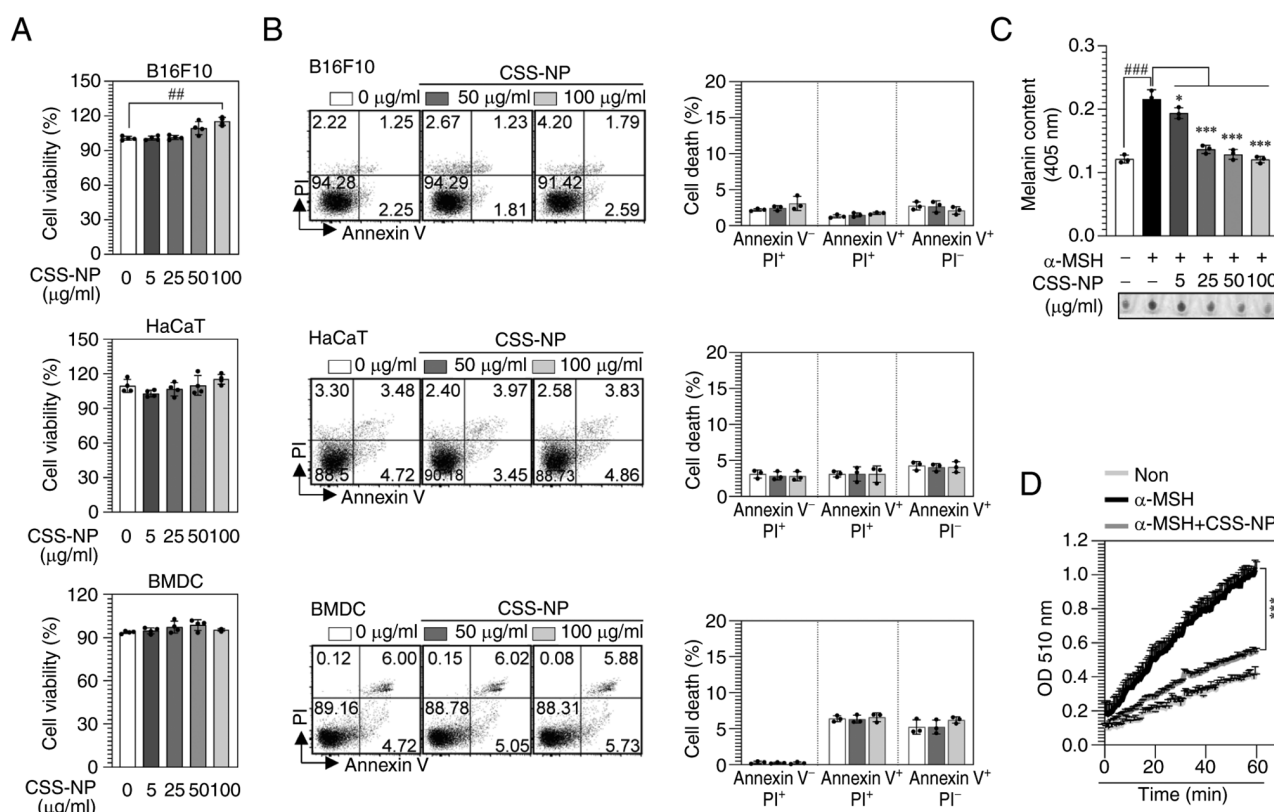 A
B16F10
150
120
90
60
30
0
Cell viability (%)
##
CSS-NP
(μg/ml)
0 5 25 50 100
HaCaT
150
120
90
60
30
0
Cell viability (%)
CSS-NP
(μg/ml)
0 5 25 50 100
BMDC
120
90
60
30
0
Cell viability (%)
CSS-NP
(μg/ml)
0 5 25 50 100
B
B16F10
CSS-NP
0 μg/ml 50 μg/ml 100 μg/ml
2.22 1.25 2.67 1.23 4.20 1.79
94.28 94.29 91.42
2.25 1.81 2.59
PI
Annexin V
20
15
10
5
0
Cell death (%)
Annexin V⁻ Annexin V⁺ Annexin V⁺
PI⁺ PI⁺ PI⁻
HaCaT
CSS-NP
0 μg/ml 50 μg/ml 100 μg/ml
3.30 3.48 2.40 3.97 2.58 3.83
88.5 4.72 90.18 3.45 88.73 4.86
PI
Annexin V
20
15
10
5
0
Cell death (%)
Annexin V⁻ Annexin V⁺ Annexin V⁺
PI⁺ PI⁺ PI⁻
BMDC
CSS-NP
0 μg/ml 50 μg/ml 100 μg/ml
0.12 6.00 0.15 6.02 0.08 5.88
89.16 88.78 88.31
4.72 5.05 5.73
PI
Annexin V
20
15
10
5
0
Cell death (%)
Annexin V⁻ Annexin V⁺ Annexin V⁺
PI⁺ PI⁺ PI⁻
C
0.3
0.2
0.1
0.0
Melanin content
(405 nm)
###
* *** *** ***
α-MSH − + + + + +
CSS-NP − − 5 25 50 100
(μg/ml)
D
Non
α-MSH
α-MSH+CSS-NP
1.2
1.0
0.8
0.6
0.4
0.2
0.0
OD 510 nm
***
0 20 40 60
Time (min)